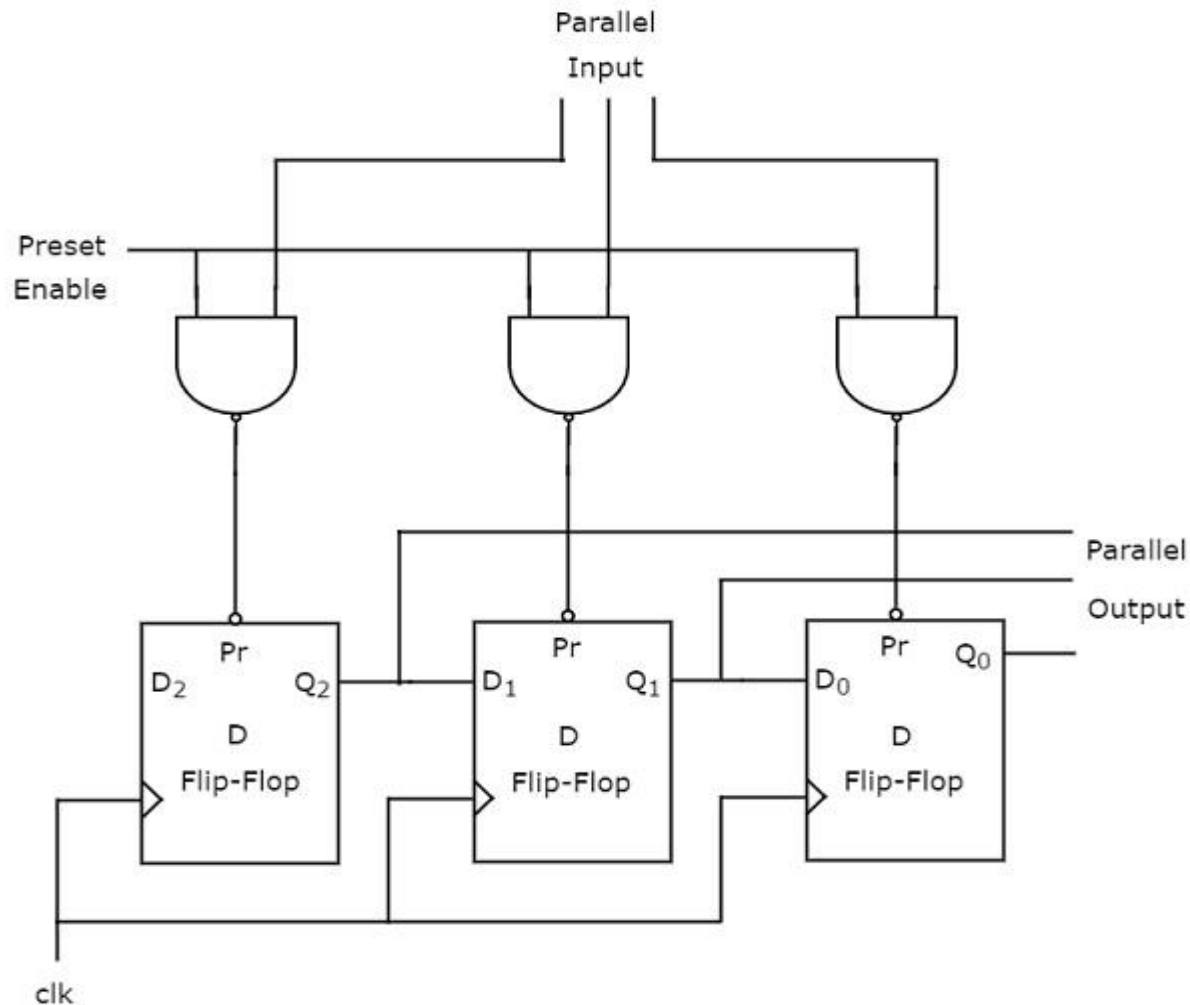 Parallel
Input
Preset
Enable
Parallel
Output
Pr
Pr
Pr
D₂
Q₂
D₁
Q₁
D₀
Q₀
D
Flip-Flop
D
Flip-Flop
D
Flip-Flop
clk